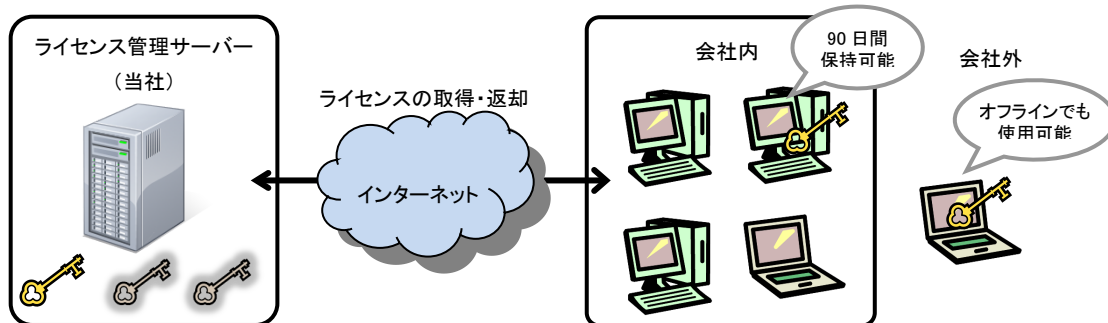 ライセンス管理サーバー
（当社）
ライセンスの取得・返却
インターネット
会社内
90 日間
保持可能
会社外
オフラインでも
使用可能